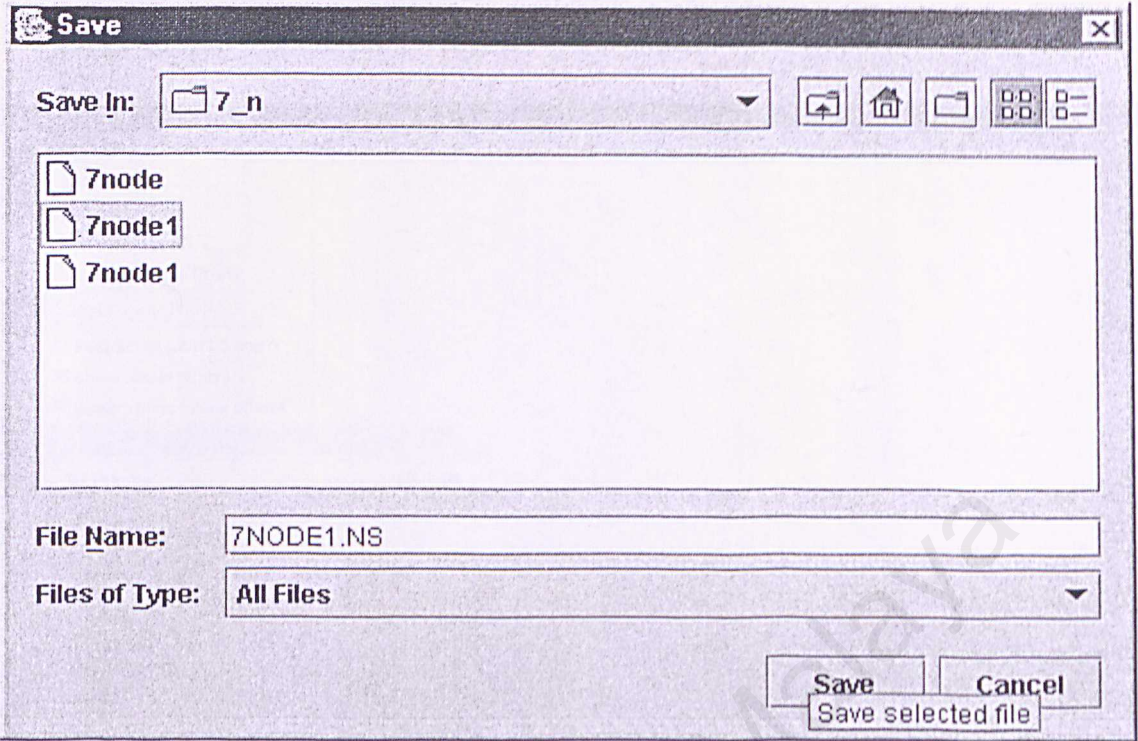 Save
Save In: 7_n
7node
7node1
7node1
File Name: 7NODE1.NS
Files of Type: All Files
Save Cancel
Save selected file